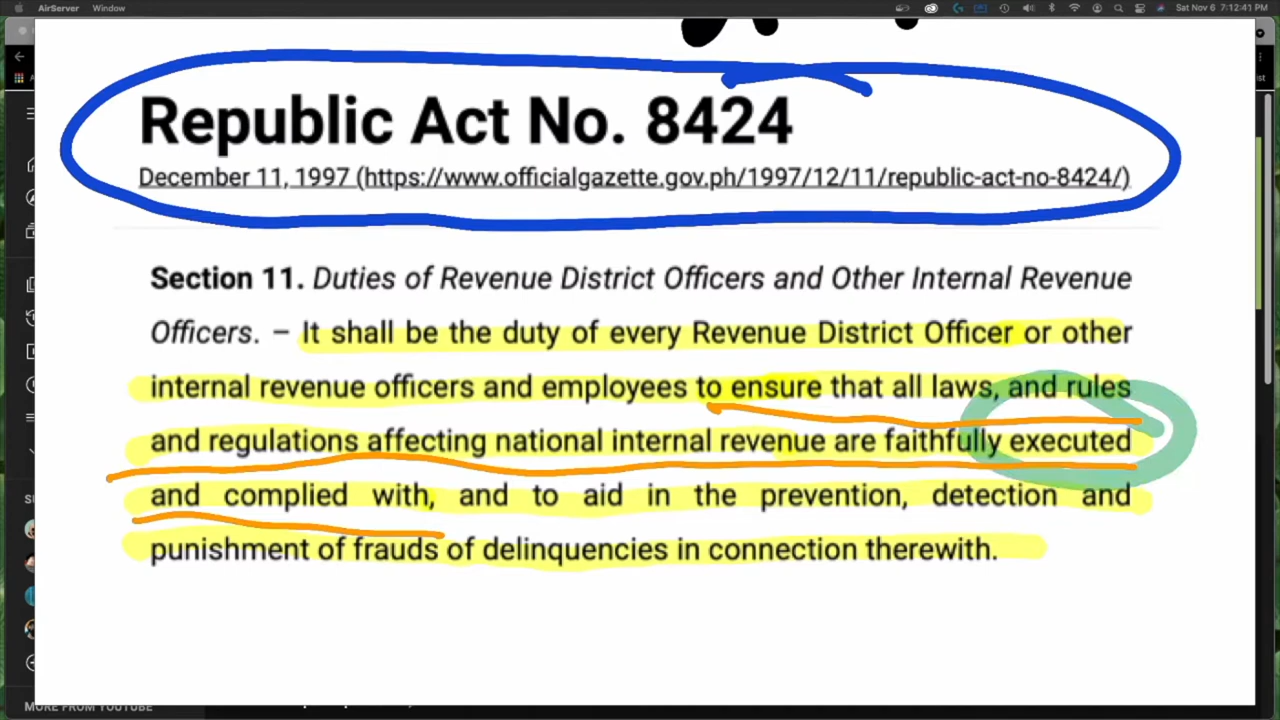 AirServer Window Sat Nov 6 7:12:41 PM
Republic Act No. 8424
December 11, 1997 (https://www.officialgazette.gov.ph/1997/12/11/republic-act-no-8424/)
Section 11. Duties of Revenue District Officers and Other Internal Revenue
Officers. – It shall be the duty of every Revenue District Officer or other
internal revenue officers and employees to ensure that all laws, and rules
and regulations affecting national internal revenue are faithfully executed
and complied with, and to aid in the prevention, detection and
punishment of frauds of delinquencies in connection therewith.
MORE FROM YOUTUBE